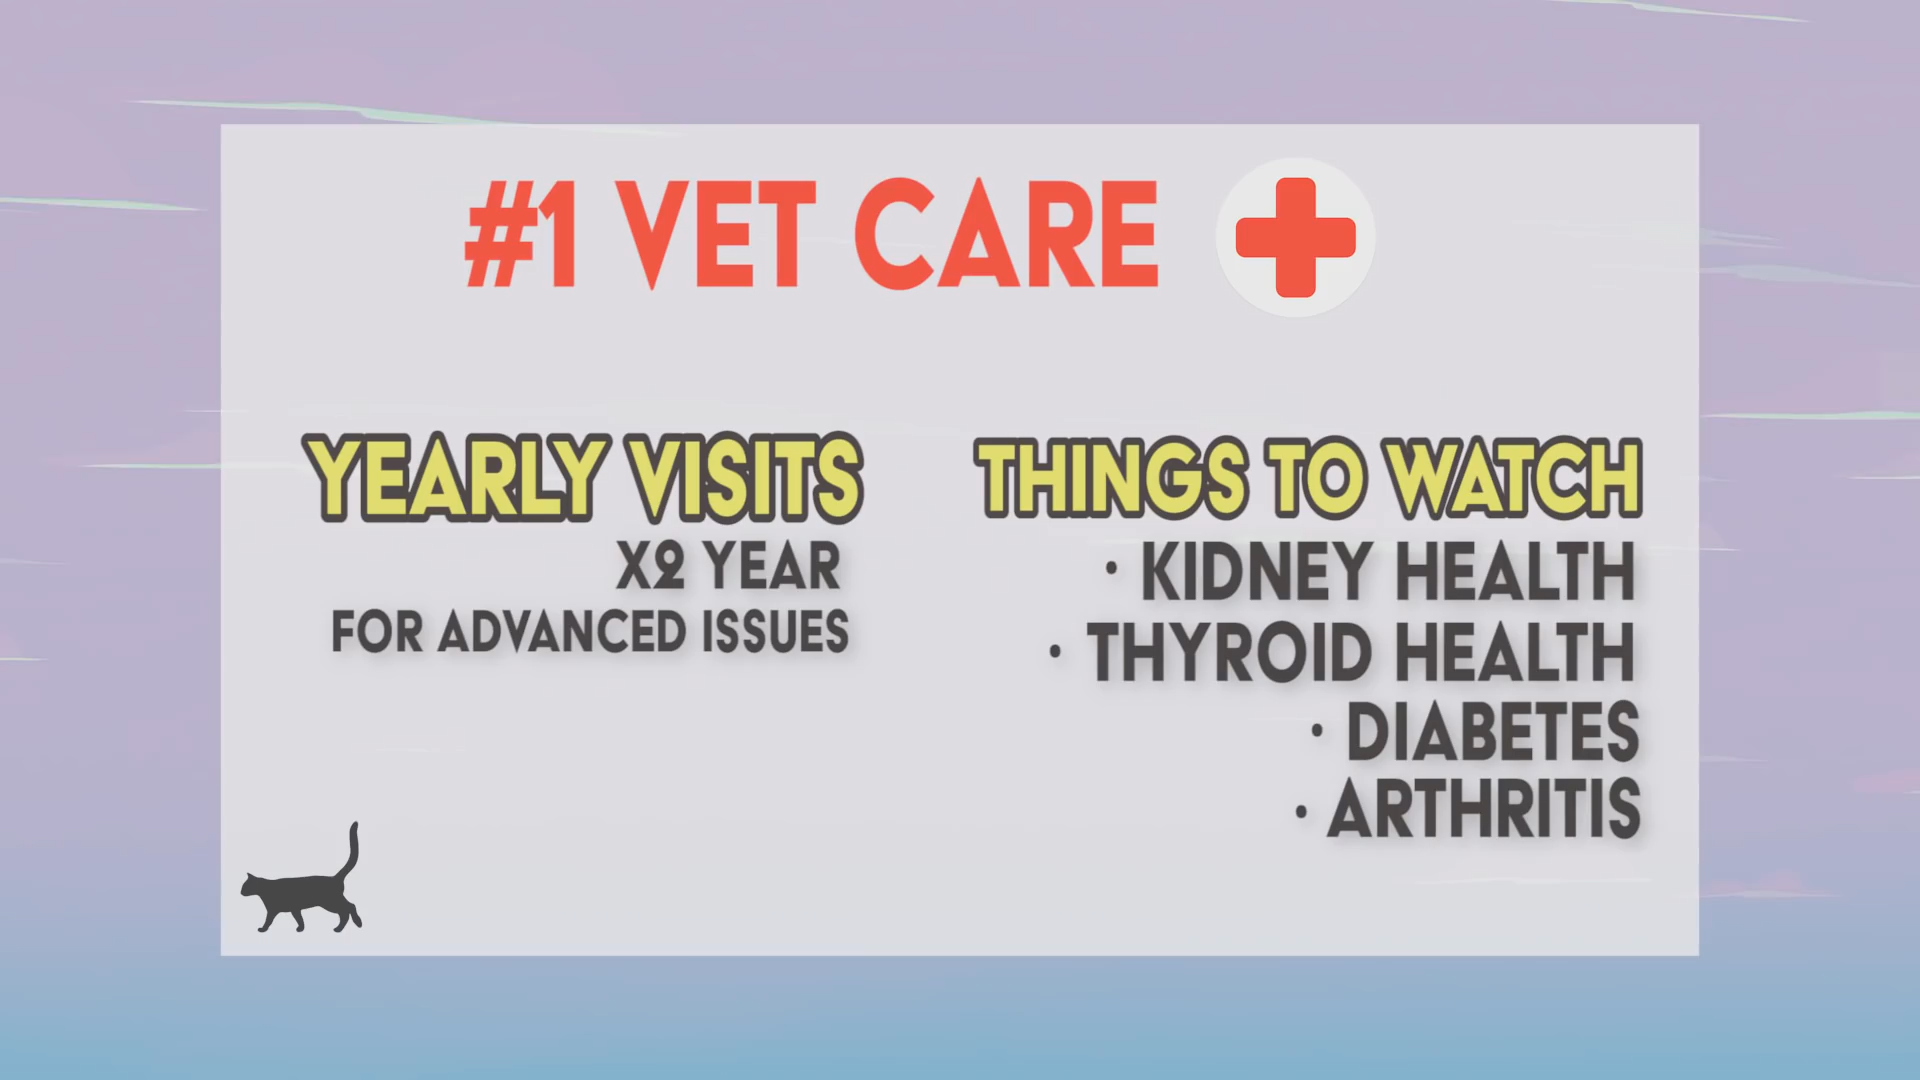 #1 VET CARE
YEARLY VISITS
X2 YEAR
FOR ADVANCED ISSUES
THINGS TO WATCH
· KIDNEY HEALTH
· THYROID HEALTH
· DIABETES
· ARTHRITIS